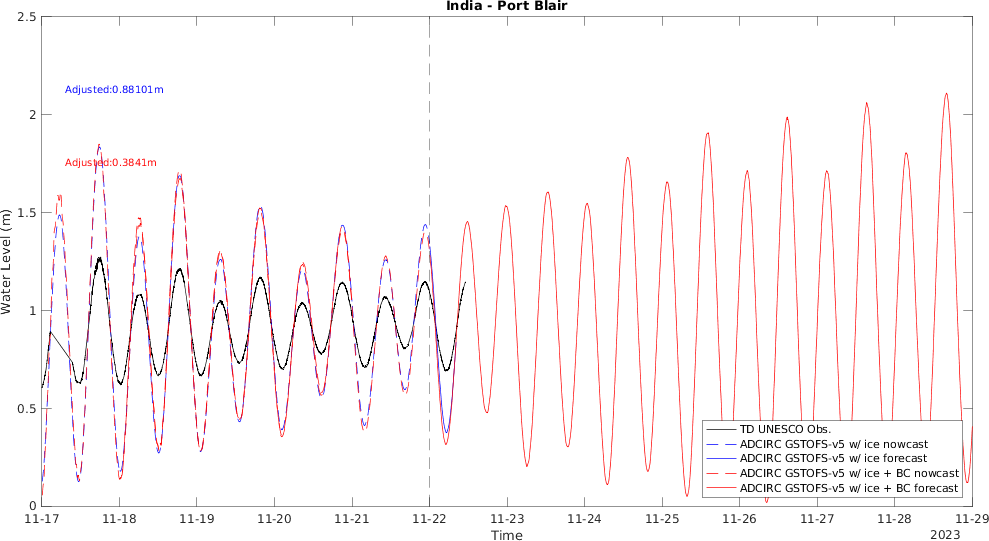 India - Port Blair
2.5
2
1.5
1
0.5
0
Water Level (m)
Adjusted:0.88101m
Adjusted:0.3841m
TD UNESCO Obs.
ADCIRC GSTOFS-v5 w/ ice nowcast
ADCIRC GSTOFS-v5 w/ ice forecast
ADCIRC GSTOFS-v5 w/ ice + BC nowcast
ADCIRC GSTOFS-v5 w/ ice + BC forecast
11-17 11-18 11-19 11-20 11-21 11-22 11-23 11-24 11-25 11-26 11-27 11-28 11-29
Time
2023